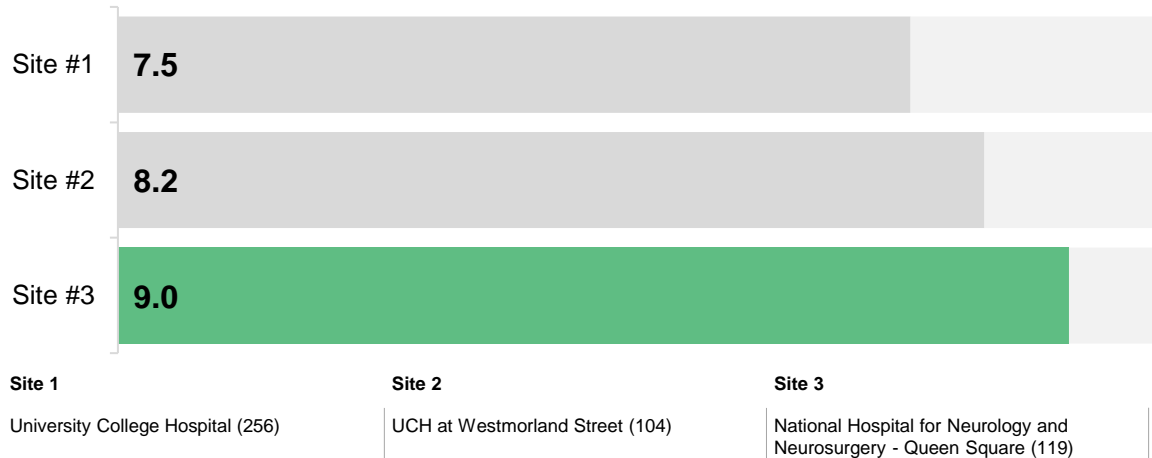 Site #1 7.5
Site #2 8.2
Site #3 9.0
Site 1 Site 2 Site 3
University College Hospital (256) UCH at Westmorland Street (104) National Hospital for Neurology and
Neurosurgery - Queen Square (119)